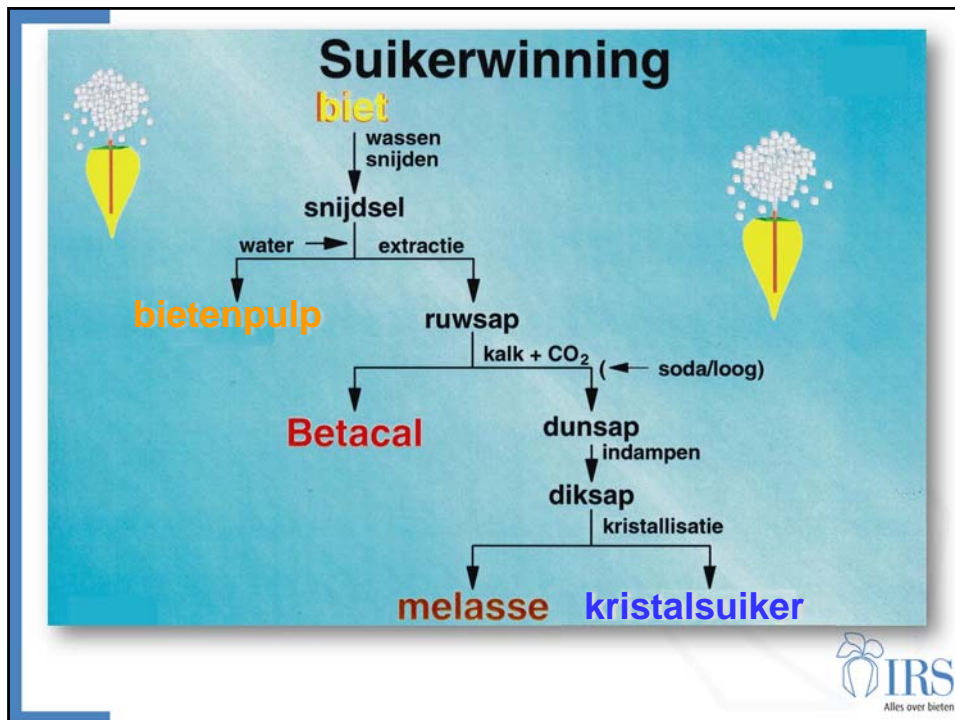 Suikerwinning
biet
wassen
snijden
snijdsel
water
extractie
bietenpulp
ruwsap
kalk + CO₂
( soda/loog)
Betacal
dunsap
indampen
diksap
kristallisatie
melasse
kristalsuiker
IRS
Alles over bieten